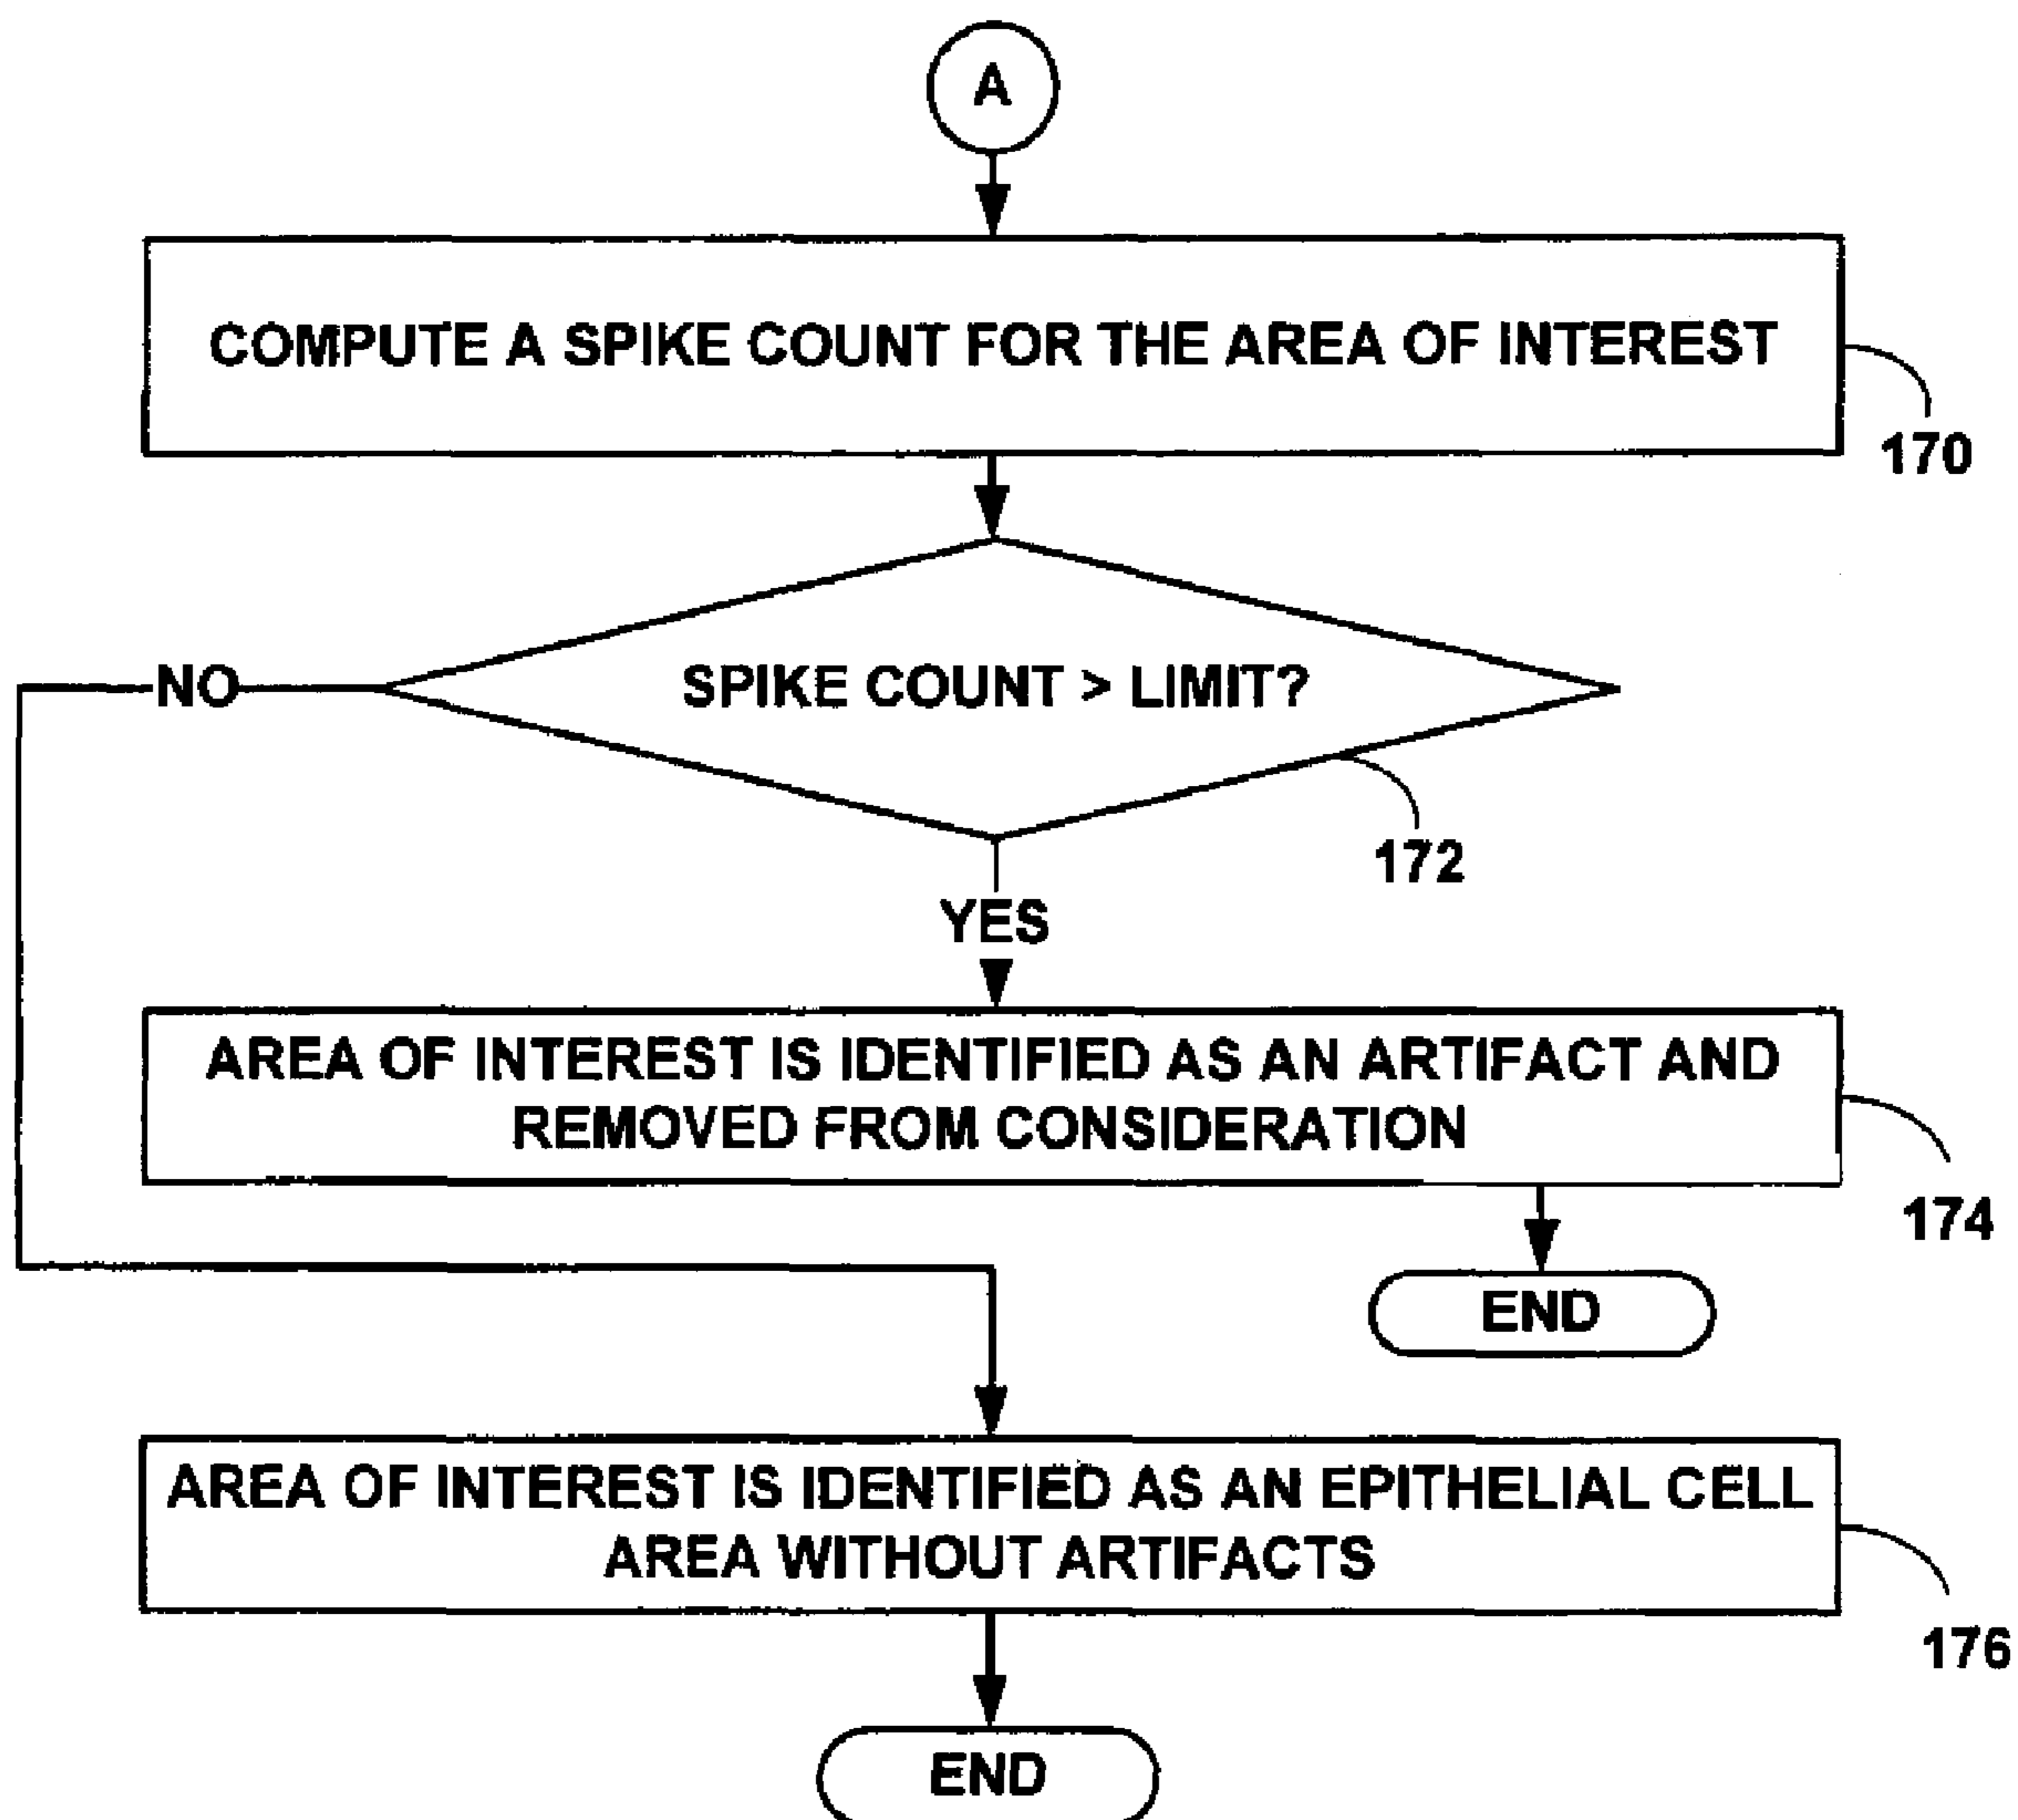 A
COMPUTE A SPIKE COUNT FOR THE AREA OF INTEREST
170
SPIKE COUNT > LIMIT?
NO
172
YES
AREA OF INTEREST IS IDENTIFIED AS AN ARTIFACT AND
REMOVED FROM CONSIDERATION
174
END
AREA OF INTEREST IS IDENTIFIED AS AN EPITHELIAL CELL
AREA WITHOUT ARTIFACTS
176
END